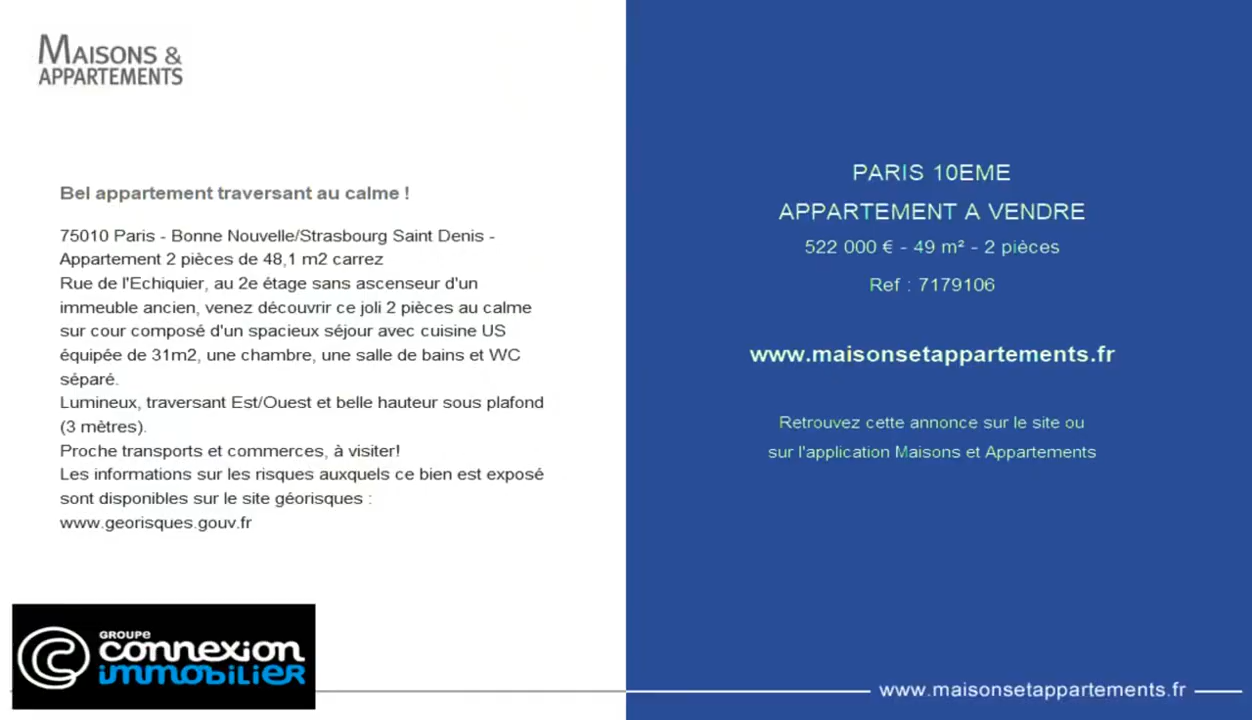 MAISONS &
APPARTEMENTS
Bel appartement traversant au calme !
75010 Paris - Bonne Nouvelle/Strasbourg Saint Denis -
Appartement 2 pièces de 48,1 m2 carrez
Rue de l'Echiquier, au 2e étage sans ascenseur d'un
immeuble ancien, venez découvrir ce joli 2 pièces au calme
sur cour composé d'un spacieux séjour avec cuisine US
équipée de 31m2, une chambre, une salle de bains et WC
séparé.
Lumineux, traversant Est/Ouest et belle hauteur sous plafond
(3 mètres).
Proche transports et commerces, à visiter!
Les informations sur les risques auxquels ce bien est exposé
sont disponibles sur le site géorisques :
www.georisques.gouv.fr
GROUPe
connexion
immobilier
PARIS 10EME
APPARTEMENT A VENDRE
522 000 € - 49 m² - 2 pièces
Ref : 7179106
www.maisonsetappartements.fr
Retrouvez cette annonce sur le site ou
sur l'application Maisons et Appartements
www.maisonsetappartements.fr